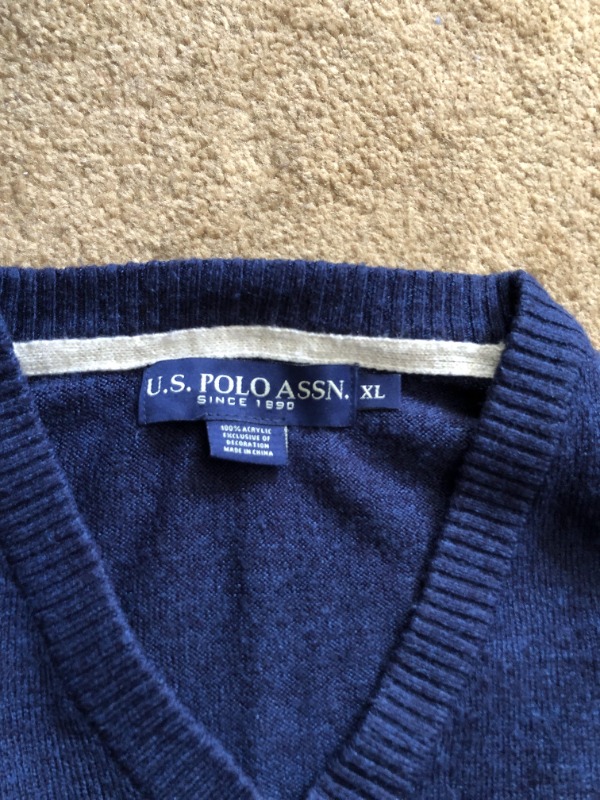 U.S. POLO ASSN. XL
SINCE 1890
100% ACRYLIC
EXCLUSIVE OF
DECORATION
MADE IN CHINA